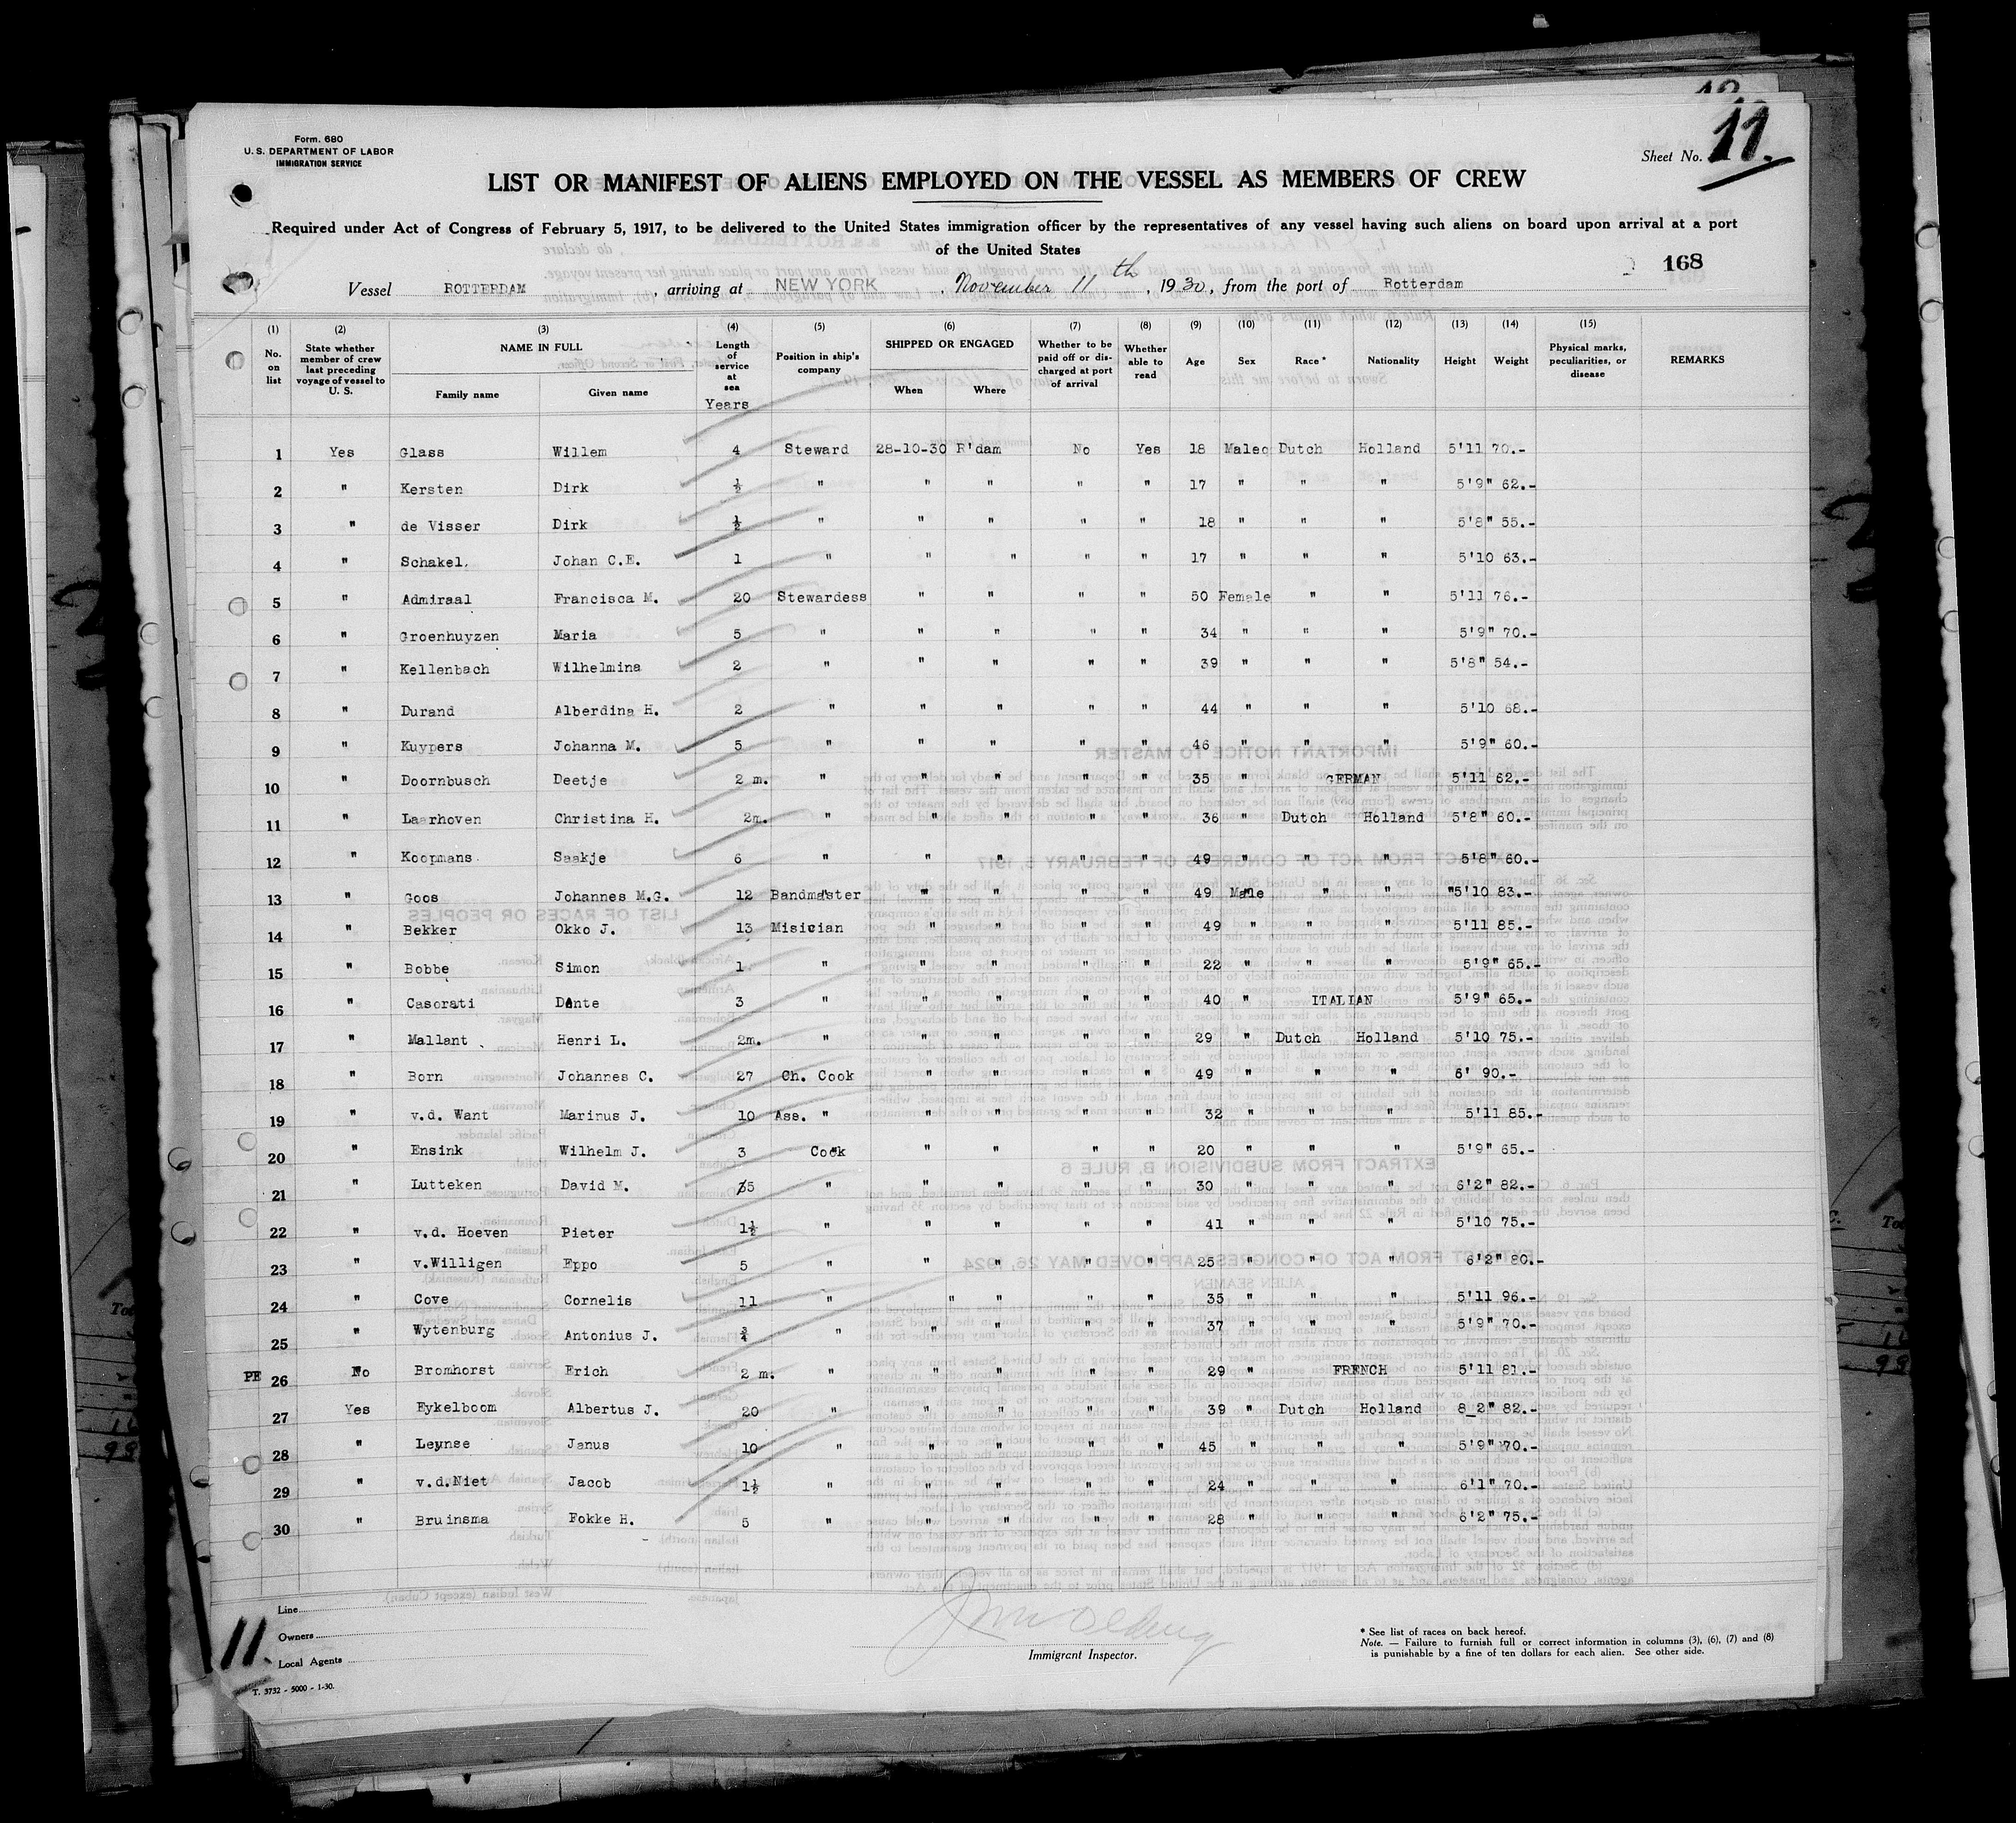 Form. 680
U. S. DEPARTMENT OF LABOR
IMMIGRATION SERVICE
Sheet No. 11.
LIST OR MANIFEST OF ALIENS EMPLOYED ON THE VESSEL AS MEMBERS OF CREW
Required under Act of Congress of February 5, 1917, to be delivered to the United States immigration officer by the representatives of any vessel having such aliens on board upon arrival at a port
of the United States
168
Vessel ROTTERDAM, arriving at NEW YORK, November 11th, 1930, from the port of Rotterdam
(1) (2) (3) (4) (5) (6) (7) (8) (9) (10) (11) (12) (13) (14) (15)
No. on list | State whether member of crew last preceding voyage of vessel to U. S. | NAME IN FULL | Family name | Given name | Length of service at sea Years | Position in ship's company | SHIPPED OR ENGAGED | When | Where | Whether to be paid off or discharged at port of arrival | Whether able to read | Age | Sex | Race * | Nationality | Height | Weight | Physical marks, peculiarities, or disease | REMARKS
1 Yes Glass Willem 4 Steward 28-10-30 R'dam No Yes 18 Male Dutch Holland 5'11 70.-
2 " Kersten Dirk ½ " " " " " 17 " " " 5'9" 62.-
3 " de Visser Dirk ½ " " " " " 18 " " " 5'8" 55.-
4 " Schakel. Johan C.E. 1 " " " " " 17 " " " 5'10 63.-
5 " Admiraal Francisca M. 20 Stewardess " " " " 50 Female " " 5'11 76.-
6 " Groenhuyzen Maria 5 " " " " " 34 " " " 5'9" 70.-
7 " Kellenbach Wilhelmina 2 " " " " " 39 " " " 5'8" 54.-
8 " Durand Alberdina H. 2 " " " " " 44 " " " 5'10 68.-
9 " Kuypers Johanna M. 5 " " " " " 46 " " " 5'9" 60.-
10 " Doornbusch Deetje 2 m. " " " " " 35 " GERMAN 5'11 62.-
11 " Laarhoven Christina H. 2m. " " " " " 36 " Dutch Holland 5'8" 60.-
12 " Koopmans Saakje 6 " " " " " 49 " " " 5'8" 60.-
13 " Goos Johannes M.G. 12 Bandmaster " " " " 49 Male " " "5'10 83.-
14 " Bekker Okko J. 13 Misician " " " " 49 " " " 5'11 85.-
15 " Bobbe Simon 1 " " " " " 22 " " " 5'9" 65.-
16 " Casorati Dante 3 " " " " " 40 " ITALIAN 5'9" 65.-
17 " Mallant Henri L. 2m. " " " " " 29 " Dutch Holland 5'10 75.-
18 " Born Johannes C. 27 Ch. Cook " " " " 49 " " " 6' 90.-
19 " v.d. Want Marinus J. 10 Ass. " " " " " 32 " " " 5'11 85.-
20 " Ensink Wilhelm J. 3 Cook " " " " 20 " " " 5'9" 65.-
21 " Lutteken David M. 5 " " " " " 30 " " " 6'2" 82.-
22 " v.d. Hoeven Pieter 1½ " " " " " 41 " " " 5'10 75.-
23 " v.Willigen Eppo 5 " " " " " 25 " " " 6'2" 80.-
24 " Cove Cornelis 11 " " " " 35 " " " 5'11 96.-
25 " Wytenburg Antonius J. ¾ " " " " " 37 " " " 5'9" 70.-
PE 26 No Bromhorst Erich 2 m. " " " " " 29 " FRENCH 5'11 81.-
27 Yes Eykelboom Albertus J. 20 " " " " " 39 " Dutch Holland 8_2" 82.-
28 " Leynse Janus 10 " " " " " 45 " " " 5'9" 70.-
29 " v.d.Niet Jacob 1½ " " " " " 24 " " " 6'1" 70.-
30 " Bruinsma Fokke H. 5 " " " " " 28 " " " 6'2" 75.-
Line
Owners
Local Agents
11.
T. 3732 - 5000 - 1-30.
Immigrant Inspector.
* See list of races on back hereof.
Note. — Failure to furnish full or correct information in columns (3), (6), (7) and (8)
is punishable by a fine of ten dollars for each alien. See other side.